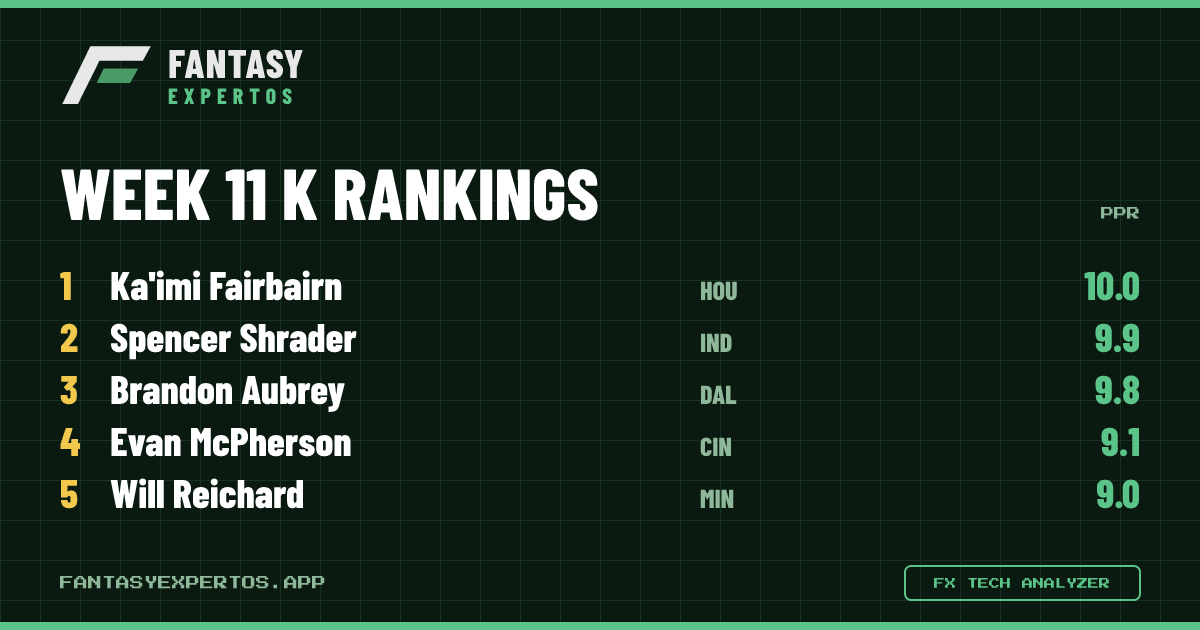 FANTASY
EXPERTOS
WEEK 11 K RANKINGS
PPR
1 Ka'imi Fairbairn HOU 10.0
2 Spencer Shrader IND 9.9
3 Brandon Aubrey DAL 9.8
4 Evan McPherson CIN 9.1
5 Will Reichard MIN 9.0
FANTASYEXPERTOS.APP
FX TECH ANALYZER